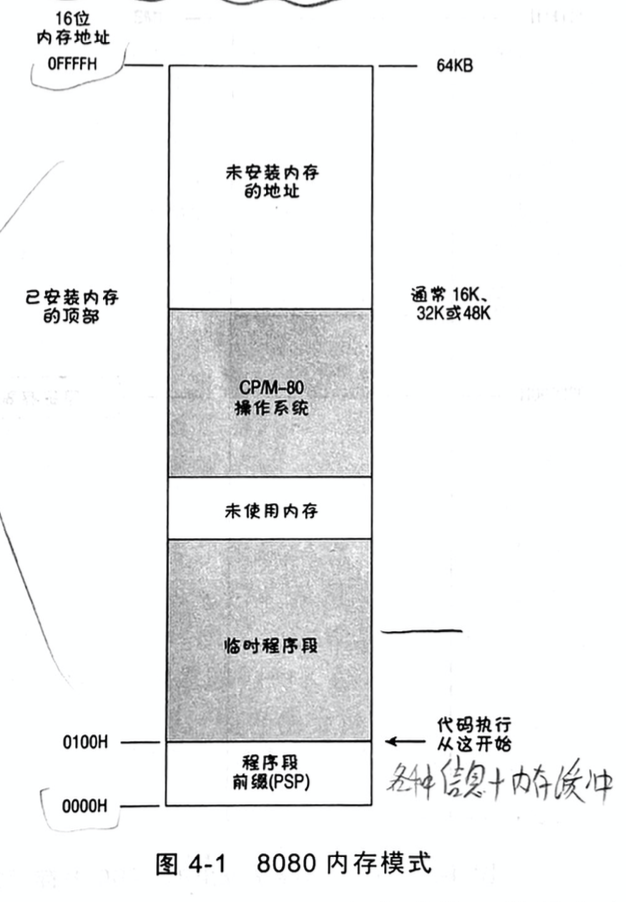 16位
内存地址
0FFFFH
64KB
未安装内存
的地址
已安装内存
的顶部
通常 16K、
32K或48K
CP/M-80
操作系统
未使用内存
临时程序段
0100H
代码执行
从这开始
程序段
前缀(PSP)
各种信息+内存缓冲
0000H
图 4-1 8080 内存模式